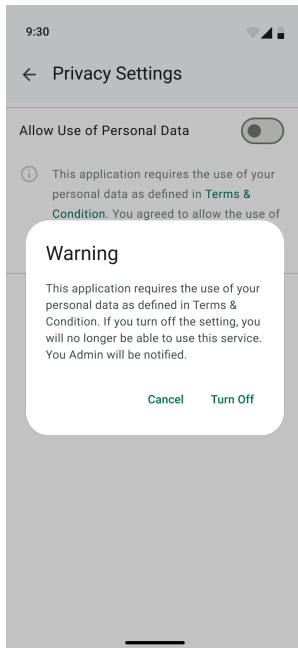 9:30
Privacy Settings
Allow Use of Personal Data
This application requires the use of your
personal data as defined in Terms &
Condition. You agreed to allow the use of
Warning
This application requires the use of your
personal data as defined in Terms &
Condition. If you turn off the setting, you
will no longer be able to use this service.
You Admin will be notified.
Cancel Turn Off